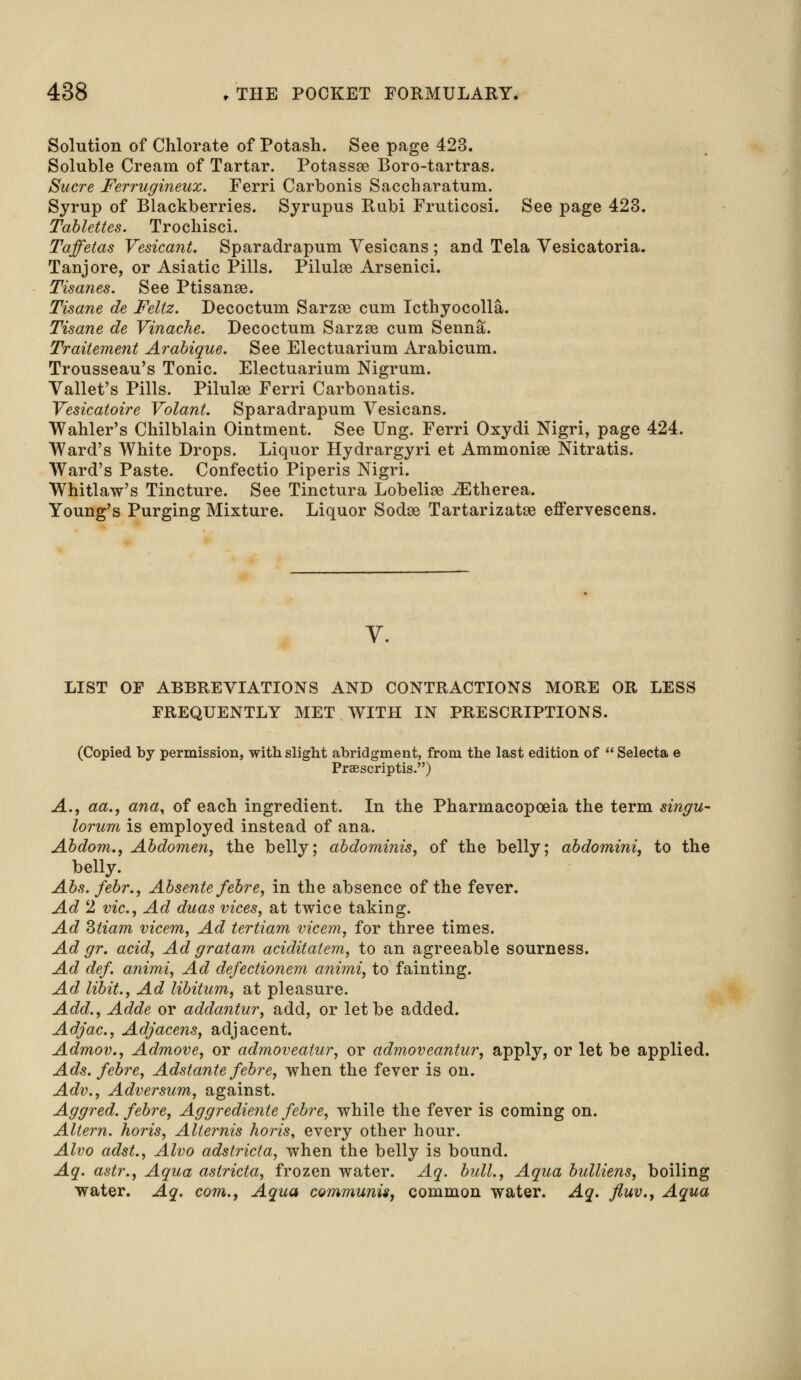 438 THE POCKET FORMULARY.
Solution of Chlorate of Potash. See page 423.
Soluble Cream of Tartar. Potassæ Boro-tartras.
Sucre Ferrugineux. Ferri Carbonis Saccharatum.
Syrup of Blackberries. Syrupus Rubi Fruticosi. See page 423.
Tablettes. Trochisci.
Taffetas Vesicant. Sparadrapum Vesicans; and Tela Vesicatoria.
Tanjore, or Asiatic Pills. Pilulæ Arsenici.
Tisanes. See Ptisanæ.
Tisane de Feltz. Decoctum Sarzæ cum Icthyocollâ.
Tisane de Vinache. Decoctum Sarzæ cum Sennâ.
Traitement Arabique. See Electuarium Arabicum.
Trousseau's Tonic. Electuarium Nigrum.
Vallet's Pills. Pilulæ Ferri Carbonatis.
Vesicatoire Volant. Sparadrapum Vesicans.
Wahler's Chilblain Ointment. See Ung. Ferri Oxydi Nigri, page 424.
Ward's White Drops. Liquor Hydrargyri et Ammoniæ Nitratis.
Ward's Paste. Confectio Piperis Nigri.
Whitlaw's Tincture. See Tinctura Lobeliæ Ætherea.
Young's Purging Mixture. Liquor Sodæ Tartarizatæ effervescens.
V.
LIST OF ABBREVIATIONS AND CONTRACTIONS MORE OR LESS
FREQUENTLY MET WITH IN PRESCRIPTIONS.
(Copied by permission, with slight abridgment, from the last edition of “Selecta e
Præscriptis.”)
A., aa., ana, of each ingredient. In the Pharmacopœia the term singu-
lorum is employed instead of ana.
Abdom., Abdomen, the belly; abdominis, of the belly; abdomini, to the
belly.
Abs. febr., Absente febre, in the absence of the fever.
Ad 2 vic., Ad duas vices, at twice taking.
Ad 3tiam vicem, Ad tertiam vicem, for three times.
Ad gr. acid, Ad gratam aciditatem, to an agreeable sourness.
Ad def. animi, Ad defectionem animi, to fainting.
Ad libit., Ad libitum, at pleasure.
Add., Adde or addantur, add, or let be added.
Adjac., Adjacens, adjacent.
Admov., Admove, or admoveatur, or admoveantur, apply, or let be applied.
Ads. febre, Adstante febre, when the fever is on.
Adv., Adversum, against.
Aggred. febre, Aggrediente febre, while the fever is coming on.
Altern. horis, Alternis horis, every other hour.
Alvo adst., Alvo adstricta, when the belly is bound.
Aq. astr., Aqua astricta, frozen water. Aq. bull., Aqua bulliens, boiling
water. Aq. com., Aqua communis, common water. Aq. fluv., Aqua